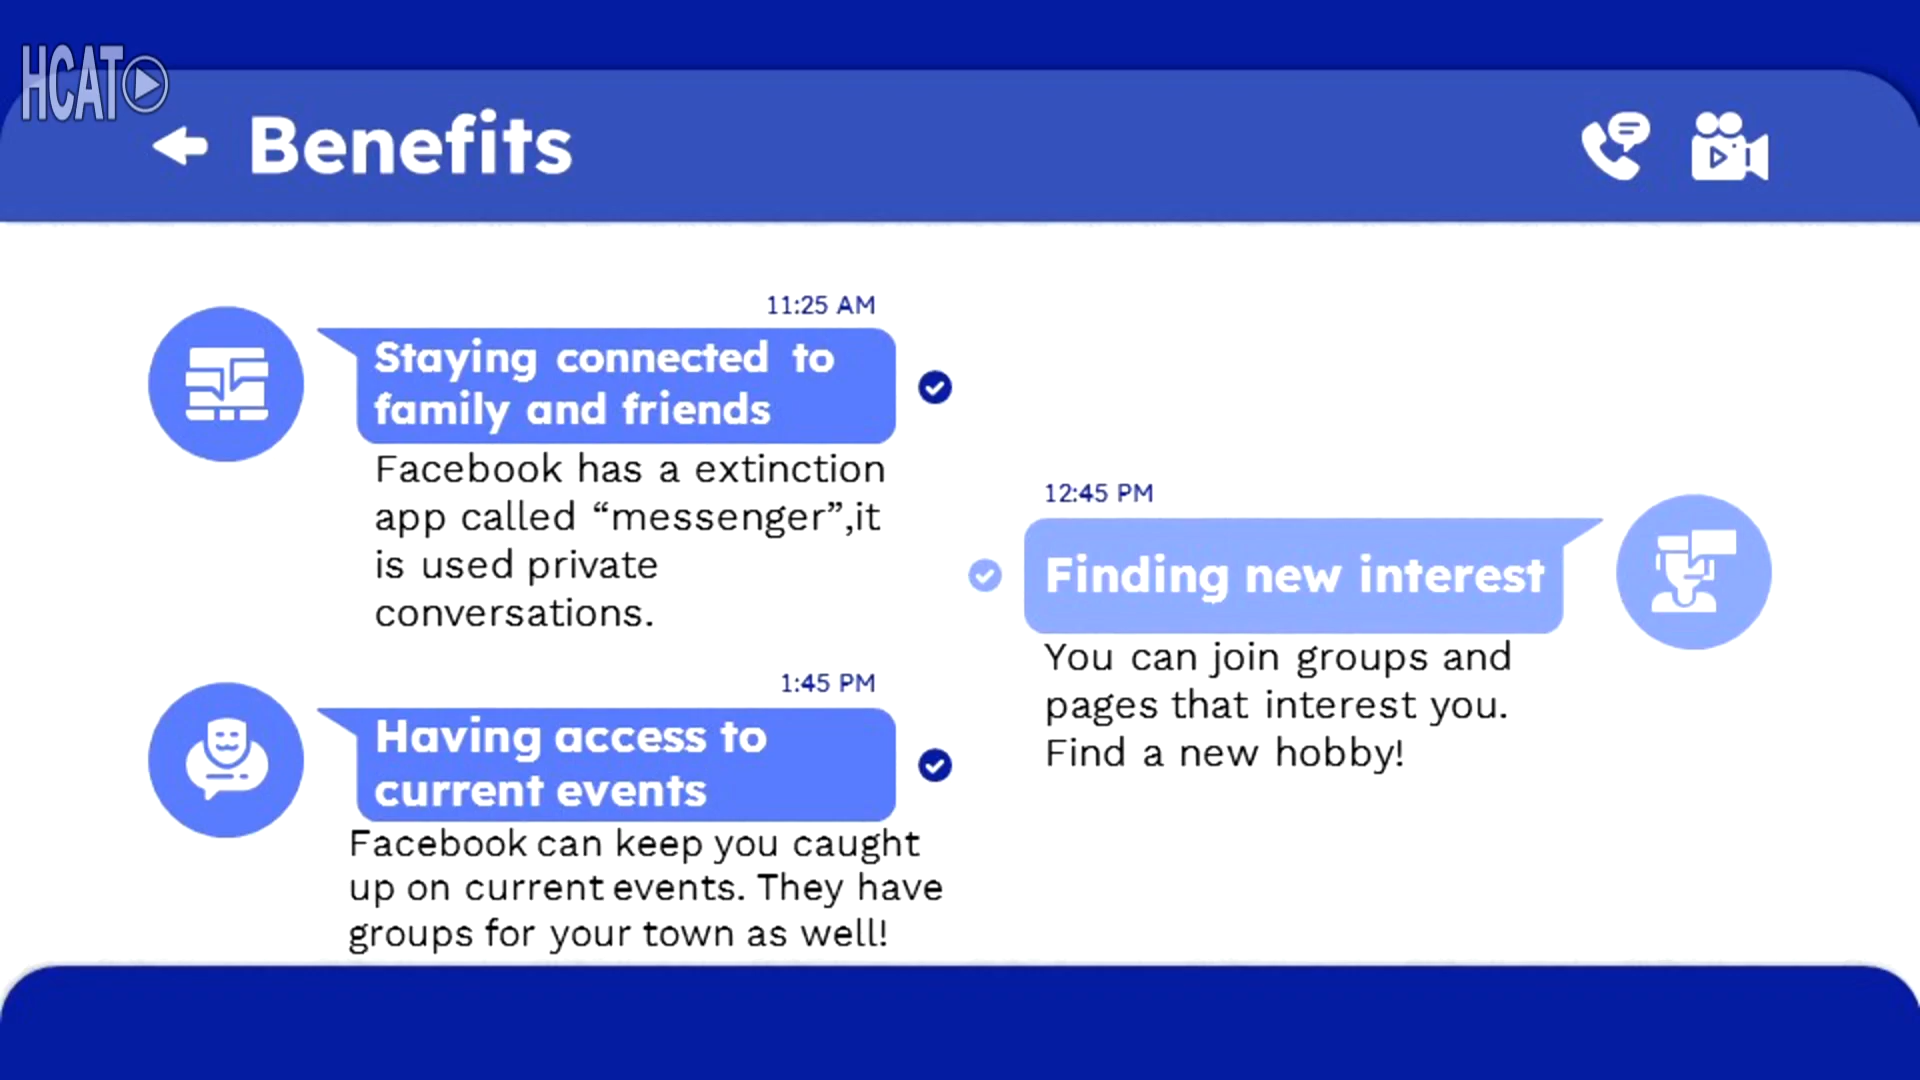 HCAT
Benefits
11:25 AM
Staying connected to
family and friends
Facebook has a extinction
app called “messenger”,it
is used private
conversations.
12:45 PM
Finding new interest
You can join groups and
pages that interest you.
Find a new hobby!
1:45 PM
Having access to
current events
Facebook can keep you caught
up on current events. They have
groups for your town as well!